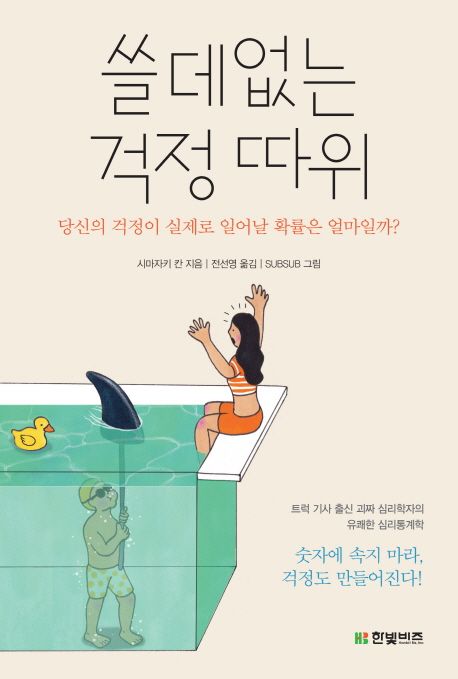 쓸데없는
걱정 따위
당신의 걱정이 실제로 일어날 확률은 얼마일까?
시마자키 칸 지음 | 전선영 옮김 | SUBSUB 그림
트럭 기사 출신 괴짜 심리학자의
유쾌한 심리통계학
숫자에 속지 마라,
걱정도 만들어진다!
HB 한빛비즈
Hanbit Biz, Inc.